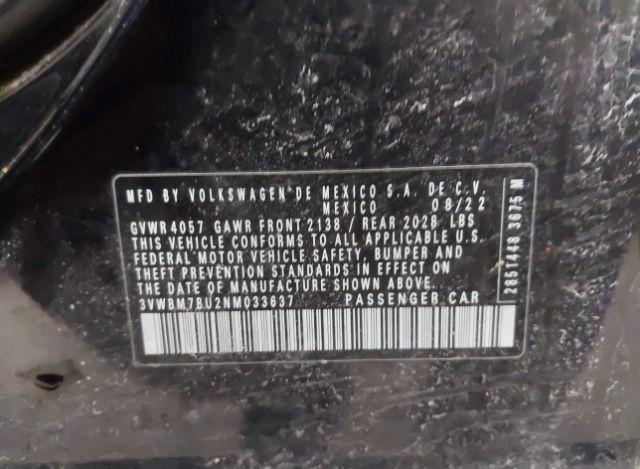 MFD BY VOLKSWAGEN DE MEXICO S.A. DE C.V.
MEXICO 08/22
GVWR 4057 GAWR FRONT 2138 / REAR 2028 LBS
THIS VEHICLE CONFORMS TO ALL APPLICABLE U.S.
FEDERAL MOTOR VEHICLE SAFETY, BUMPER AND
THEFT PREVENTION STANDARDS IN EFFECT ON
THE DATE OF MANUFACTURE SHOWN ABOVE.
3VWBM7BU2NM033637 PASSENGER CAR
285T448 3675 M